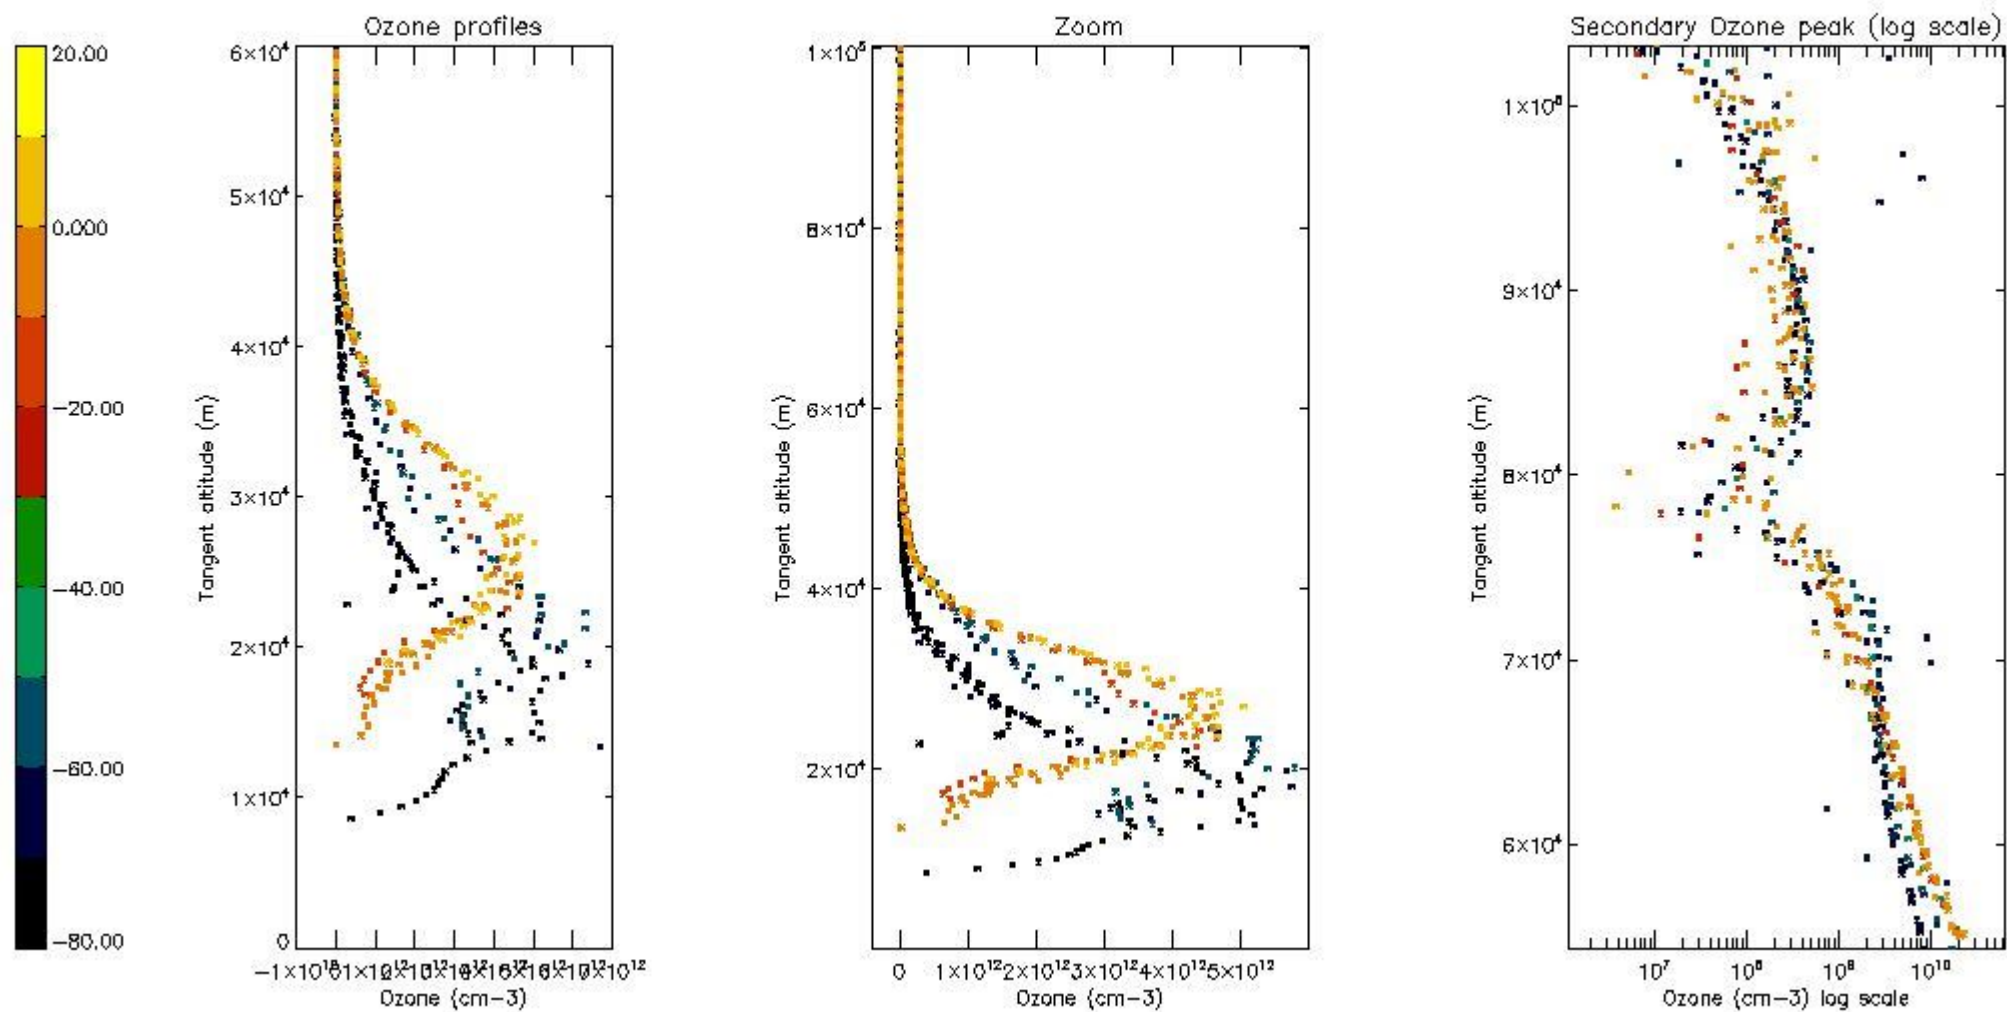 Ozone profiles
Zoom
Secondary Ozone peak (log scale)
20.00
0.000
−20.00
−40.00
−60.00
−80.00
6×10⁴
5×10⁴
4×10⁴
3×10⁴
2×10⁴
1×10⁴
0
Tangent altitude (m)
Ozone (cm−3)
1×10⁵
8×10⁴
6×10⁴
4×10⁴
2×10⁴
Tangent altitude (m)
0 1×10¹² 2×10¹² 3×10¹² 4×10¹² 5×10¹²
Ozone (cm−3)
9×10⁴
8×10⁴
7×10⁴
6×10⁴
Tangent altitude (m)
10⁷ 10⁸ 10⁹ 10¹⁰
Ozone (cm−3) log scale